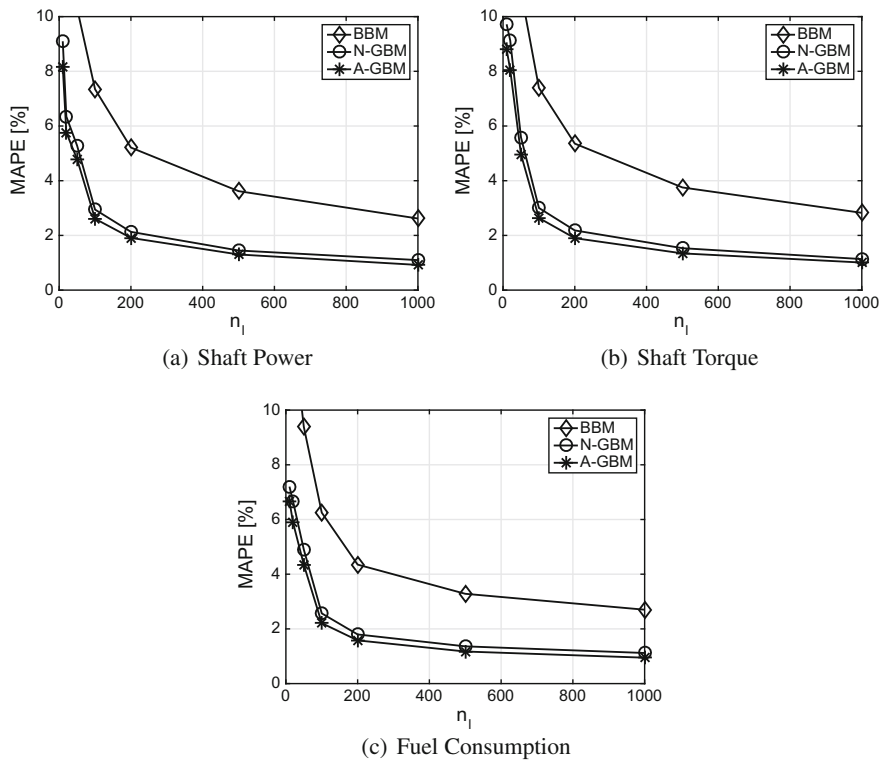 10
8
6
4
2
0
MAPE [%]
BBM
N-GBM
A-GBM
0 200 400 600 800 1000
n_l
(a) Shaft Power
10
8
6
4
2
0
MAPE [%]
BBM
N-GBM
A-GBM
0 200 400 600 800 1000
n_l
(b) Shaft Torque
10
8
6
4
2
0
MAPE [%]
BBM
N-GBM
A-GBM
0 200 400 600 800 1000
n_l
(c) Fuel Consumption